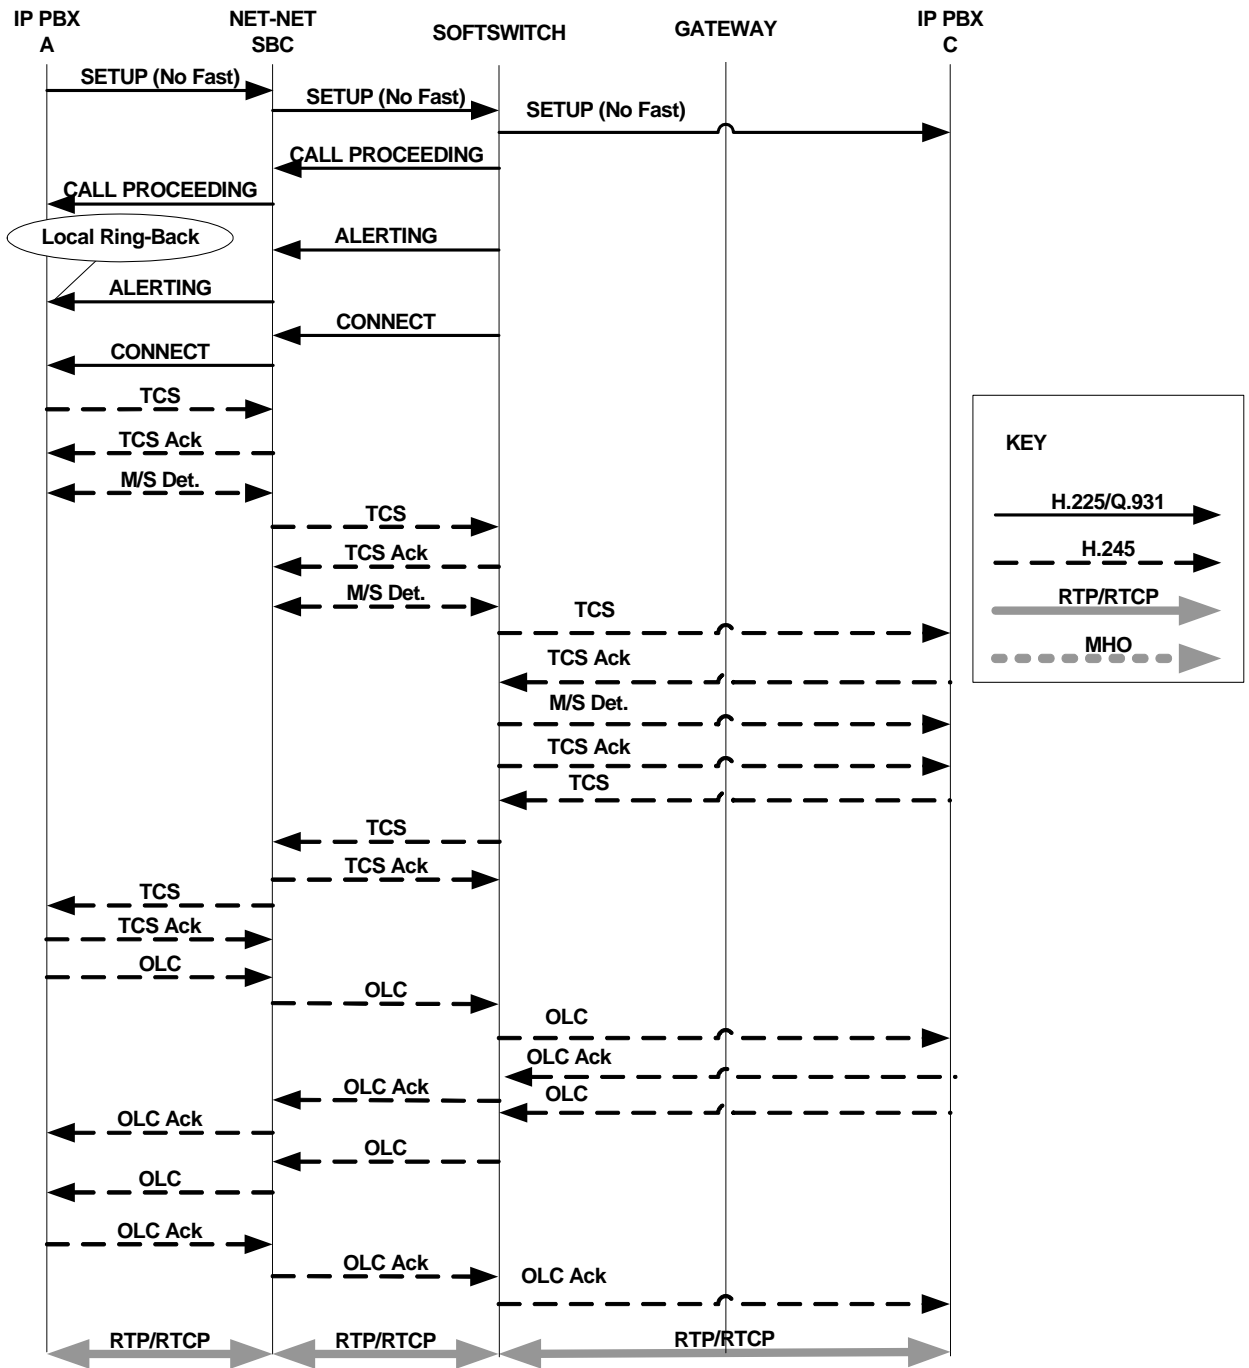 IP PBX
A
NET-NET
SBC
SOFTSWITCH
GATEWAY
IP PBX
C
SETUP (No Fast)
SETUP (No Fast)
SETUP (No Fast)
CALL PROCEEDING
CALL PROCEEDING
Local Ring-Back
ALERTING
ALERTING
CONNECT
CONNECT
TCS
TCS Ack
M/S Det.
TCS
TCS Ack
M/S Det.
TCS
TCS Ack
M/S Det.
TCS Ack
TCS
TCS
TCS Ack
TCS
TCS Ack
OLC
OLC
OLC
OLC Ack
OLC Ack
OLC
OLC Ack
OLC
OLC
OLC Ack
OLC Ack
OLC Ack
RTP/RTCP
RTP/RTCP
RTP/RTCP
KEY
H.225/Q.931
H.245
RTP/RTCP
MHO